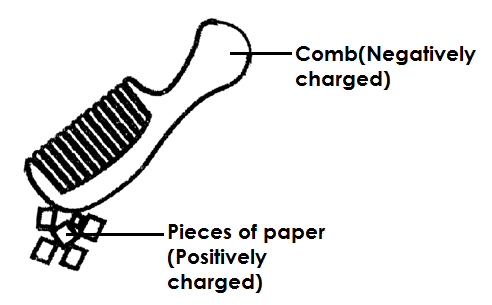 Comb(Negatively
charged)
Pieces of paper
(Positively
charged)